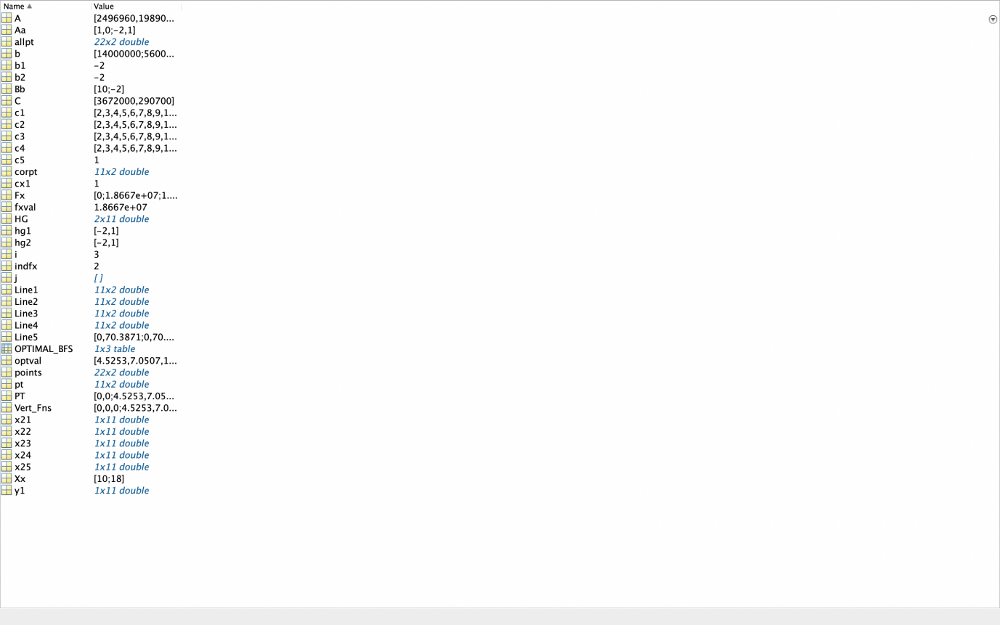 Name ▲ Value
A [2496960,19890...
Aa [1,0;-2,1]
allpt 22x2 double
b [14000000;5600...
b1 -2
b2 -2
Bb [10;-2]
C [3672000,290700]
c1 [2,3,4,5,6,7,8,9,1...
c2 [2,3,4,5,6,7,8,9,1...
c3 [2,3,4,5,6,7,8,9,1...
c4 [2,3,4,5,6,7,8,9,1...
c5 1
corpt 11x2 double
cx1 1
Fx [0;1.8667e+07;1....
fxval 1.8667e+07
HG 2x11 double
hg1 [-2,1]
hg2 [-2,1]
i 3
indfx 2
j []
Line1 11x2 double
Line2 11x2 double
Line3 11x2 double
Line4 11x2 double
Line5 [0,70.3871;0,70....
OPTIMAL_BFS 1x3 table
optval [4.5253,7.0507,1...
points 22x2 double
pt 11x2 double
PT [0,0;4.5253,7.05...
Vert_Fns [0,0,0;4.5253,7.0...
x21 1x11 double
x22 1x11 double
x23 1x11 double
x24 1x11 double
x25 1x11 double
Xx [10;18]
y1 1x11 double